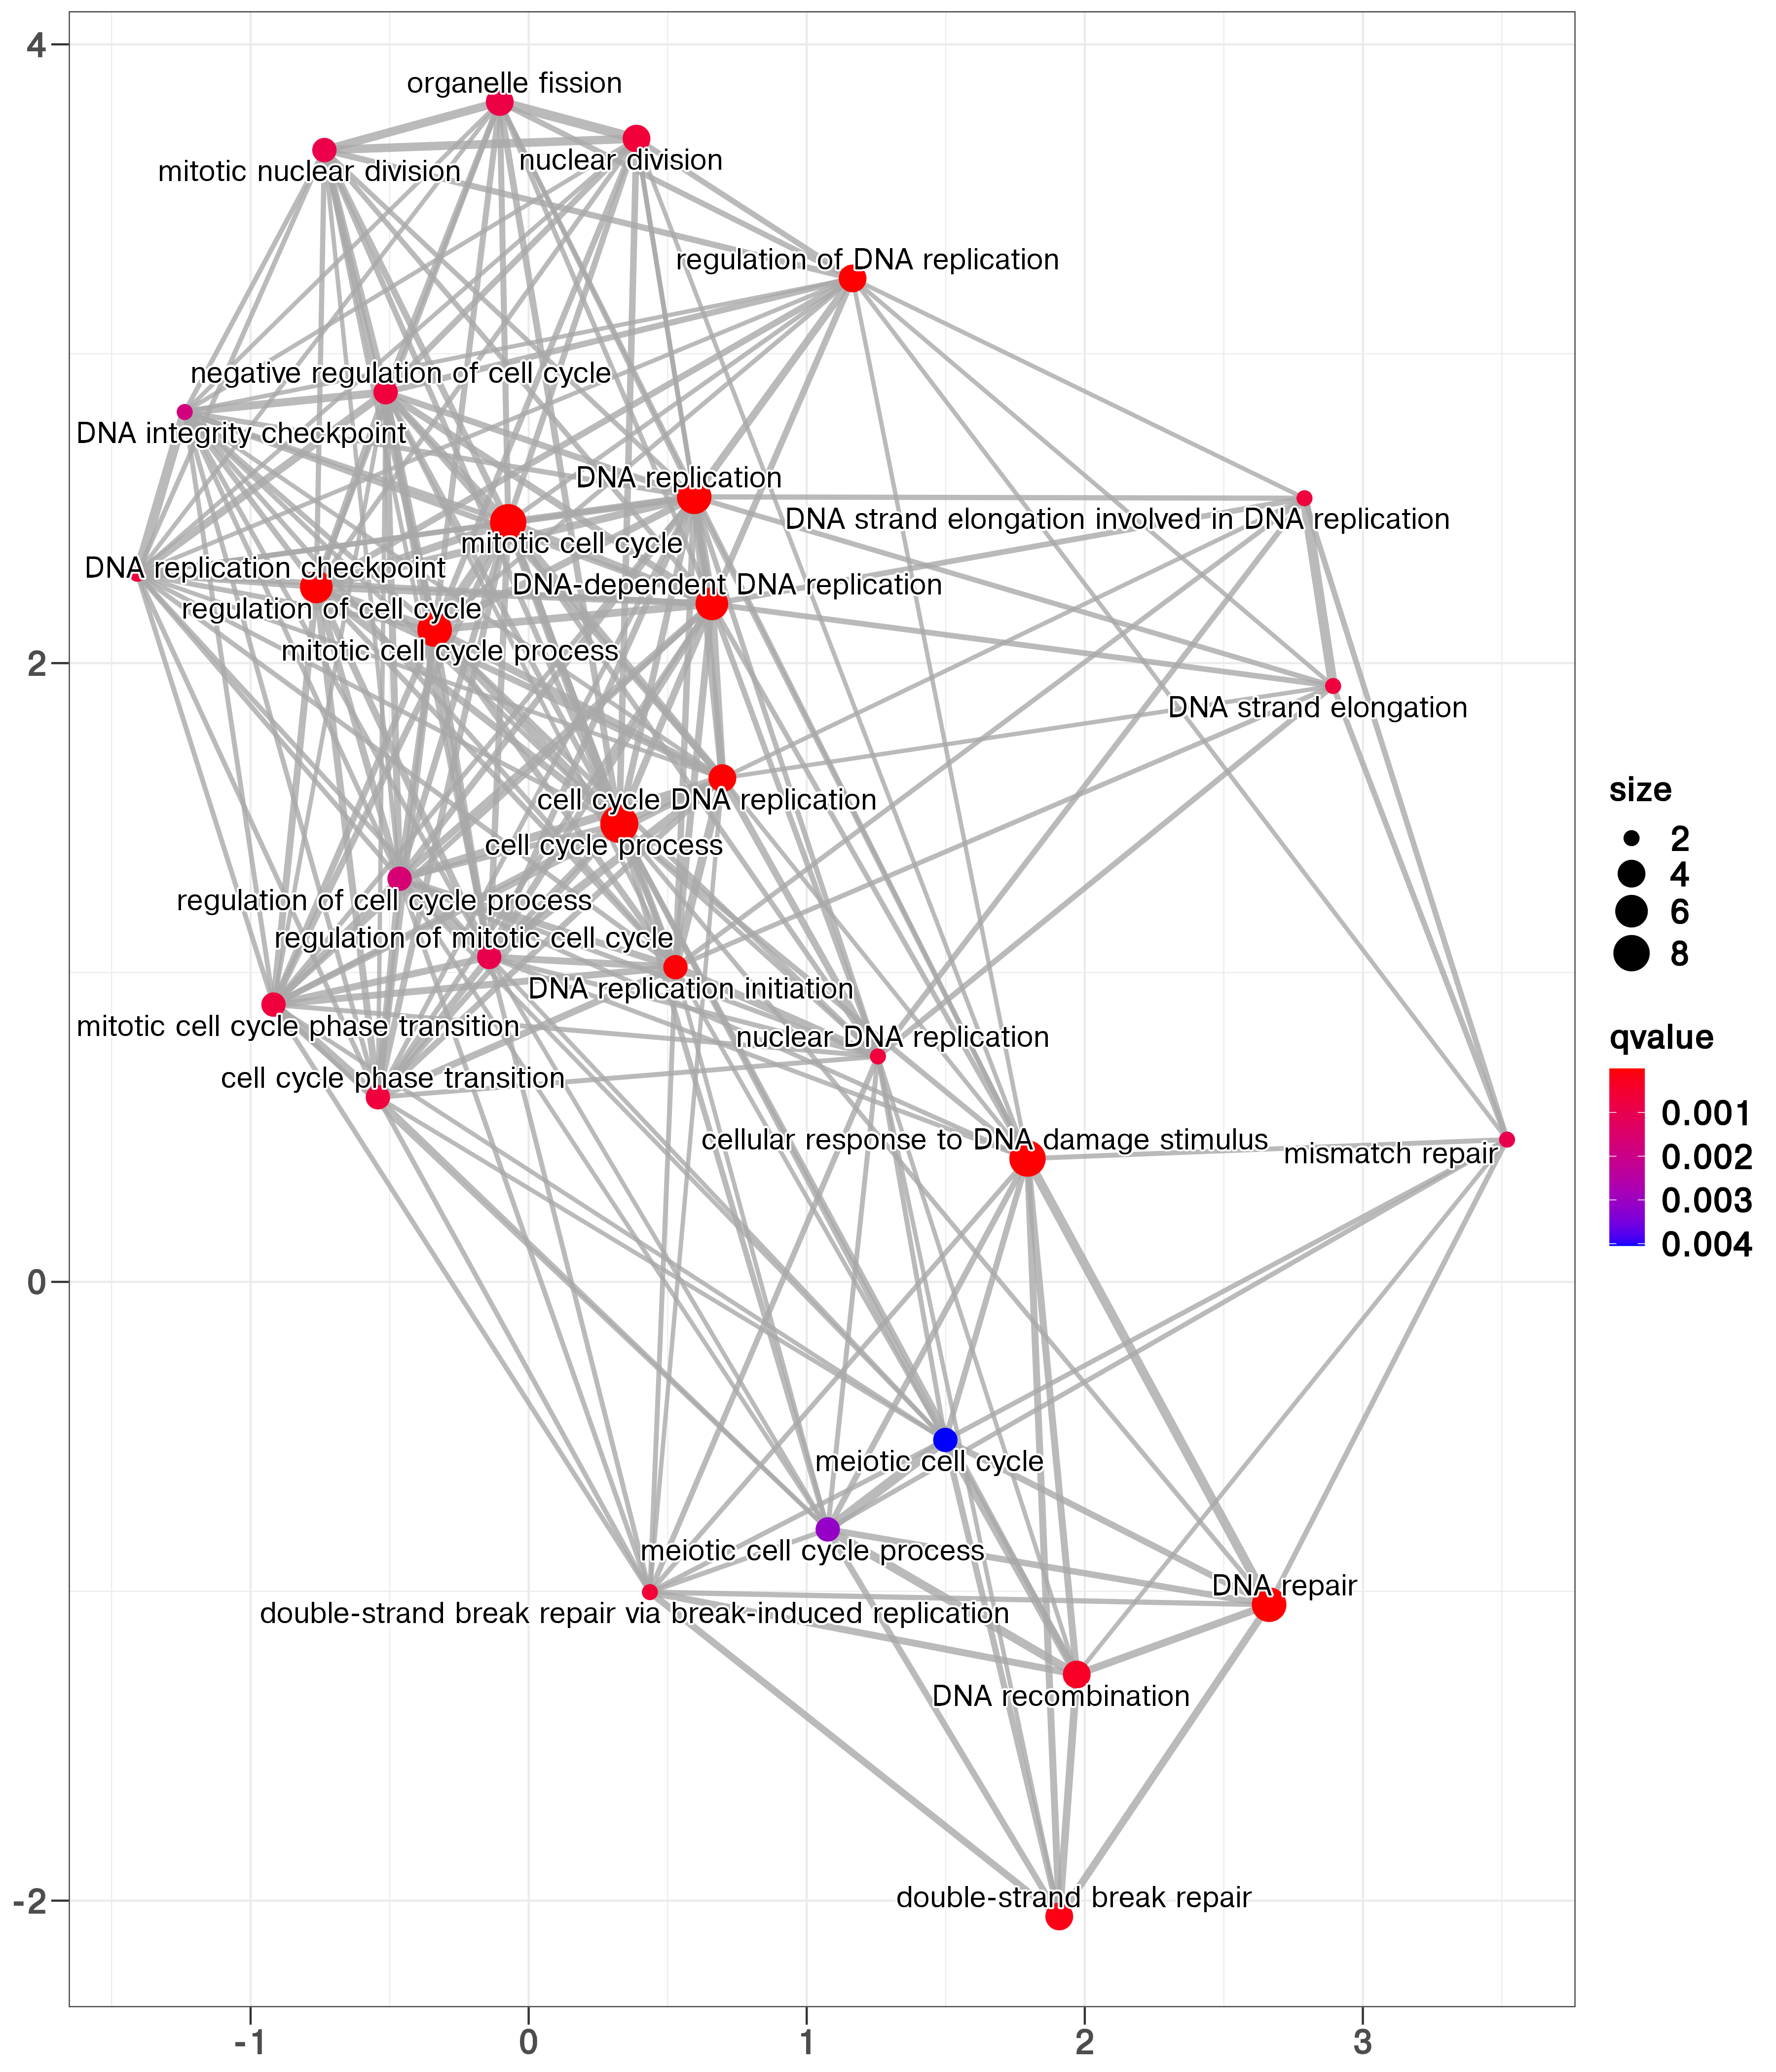 4
organelle fission
nuclear division
mitotic nuclear division
regulation of DNA replication
negative regulation of cell cycle
DNA integrity checkpoint
DNA replication
DNA strand elongation involved in DNA replication
mitotic cell cycle
DNA replication checkpoint
DNA-dependent DNA replication
regulation of cell cycle
mitotic cell cycle process
2
DNA strand elongation
cell cycle DNA replication
cell cycle process
regulation of cell cycle process
regulation of mitotic cell cycle
DNA replication initiation
mitotic cell cycle phase transition
nuclear DNA replication
cell cycle phase transition
cellular response to DNA damage stimulus
mismatch repair
0
meiotic cell cycle
meiotic cell cycle process
DNA repair
double-strand break repair via break-induced replication
DNA recombination
double-strand break repair
-2
-1
0
1
2
3
size
2
4
6
8
qvalue
0.001
0.002
0.003
0.004